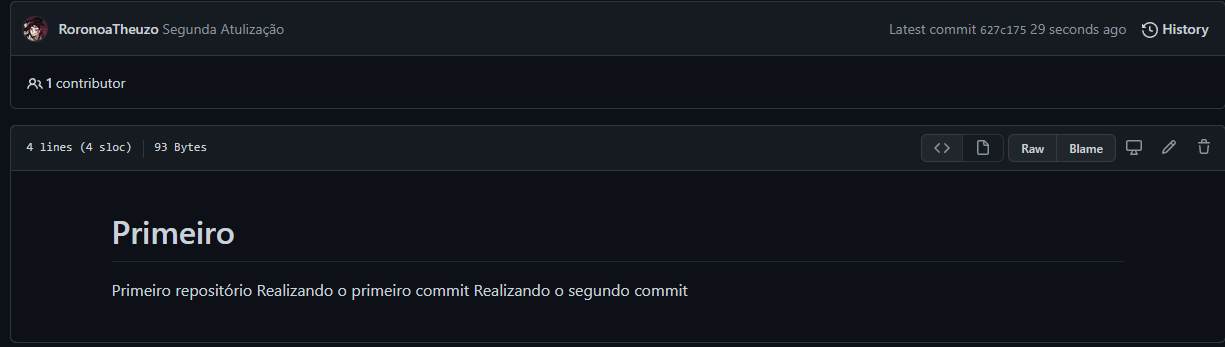 RoronoaTheuzo Segunda Atulização Latest commit 627c175 29 seconds ago History
1 contributor
4 lines (4 sloc) 93 Bytes Raw Blame
Primeiro
Primeiro repositório Realizando o primeiro commit Realizando o segundo commit